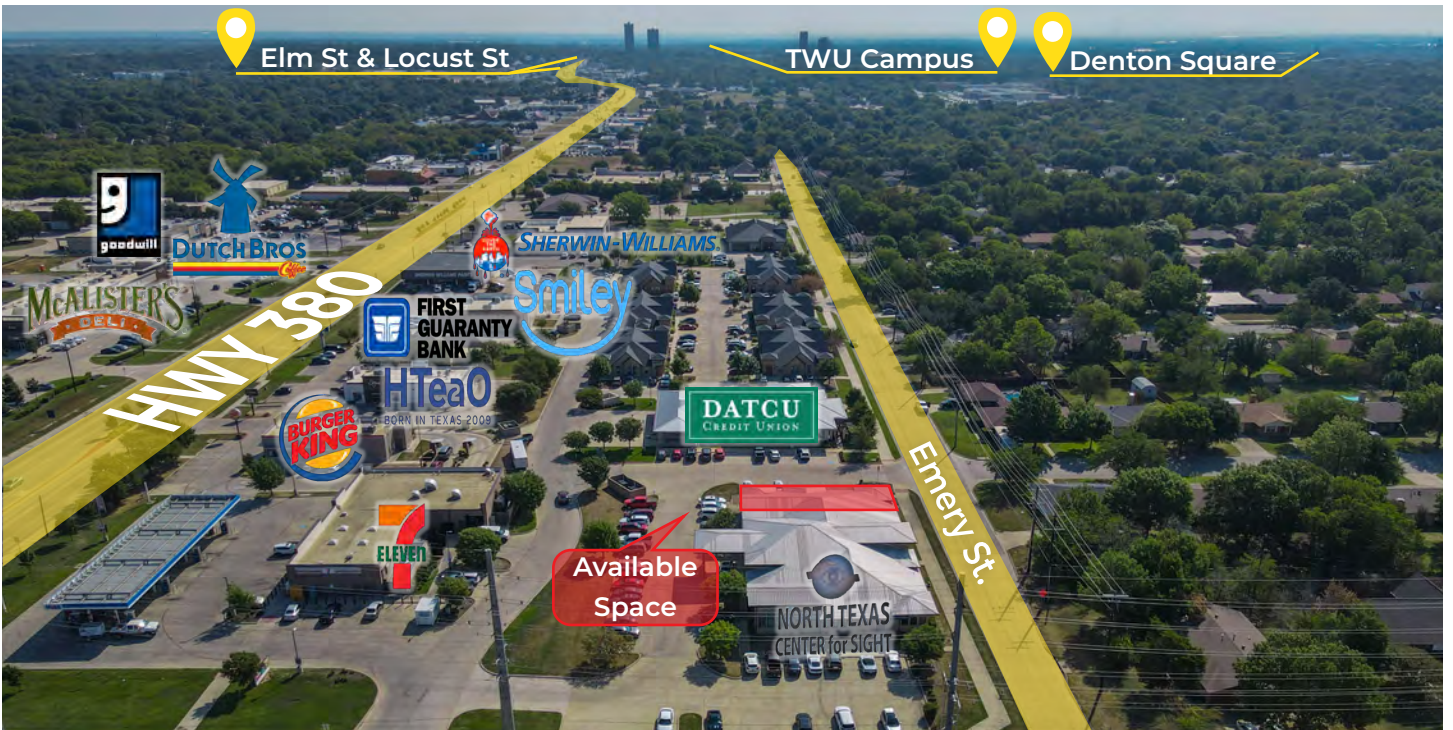 Elm St & Locust St
TWU Campus
Denton Square
g
goodwill
DUTCH BROS
Coffee
McALISTER'S
DELI
HWY 380
SHERWIN-WILLIAMS.
Smiley
FIRST
GUARANTY
BANK
HTeaO
BORN IN TEXAS 2009
BURGER
KING
DATCU
CREDIT UNION
7
ELEVEn
Available
Space
Emery St.
NORTH TEXAS
CENTER for SIGHT